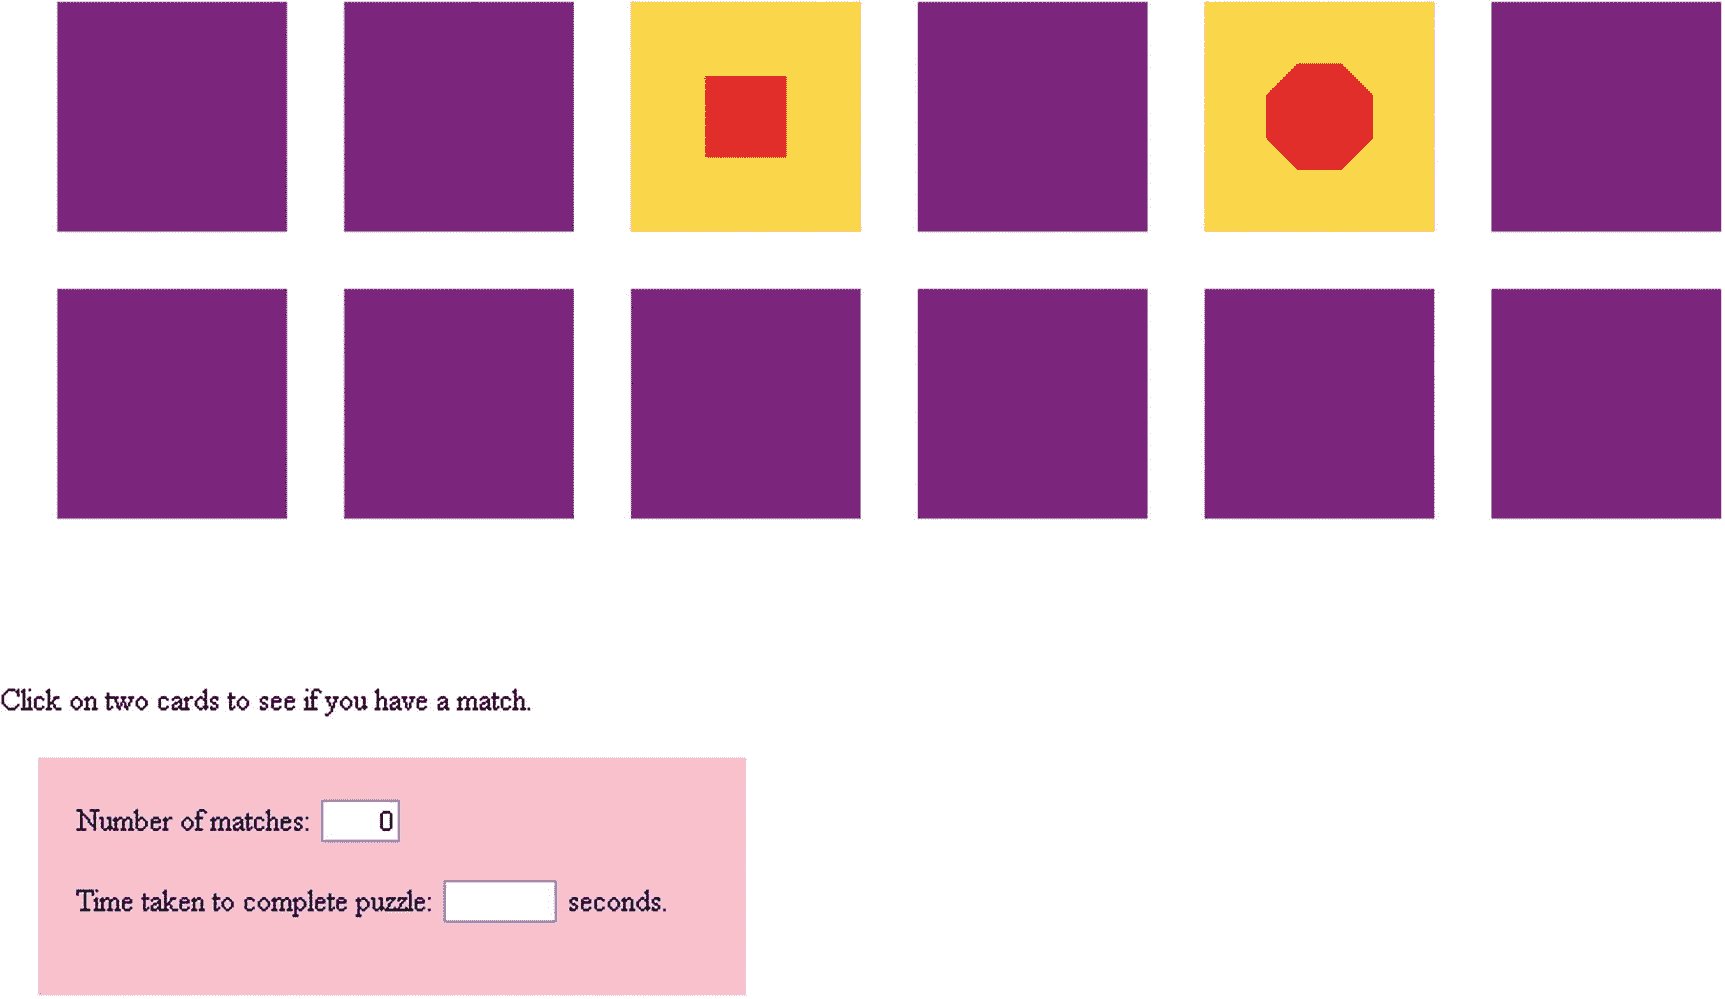 Click on two cards to see if you have a match.
Number of matches: 0
Time taken to complete puzzle: seconds.